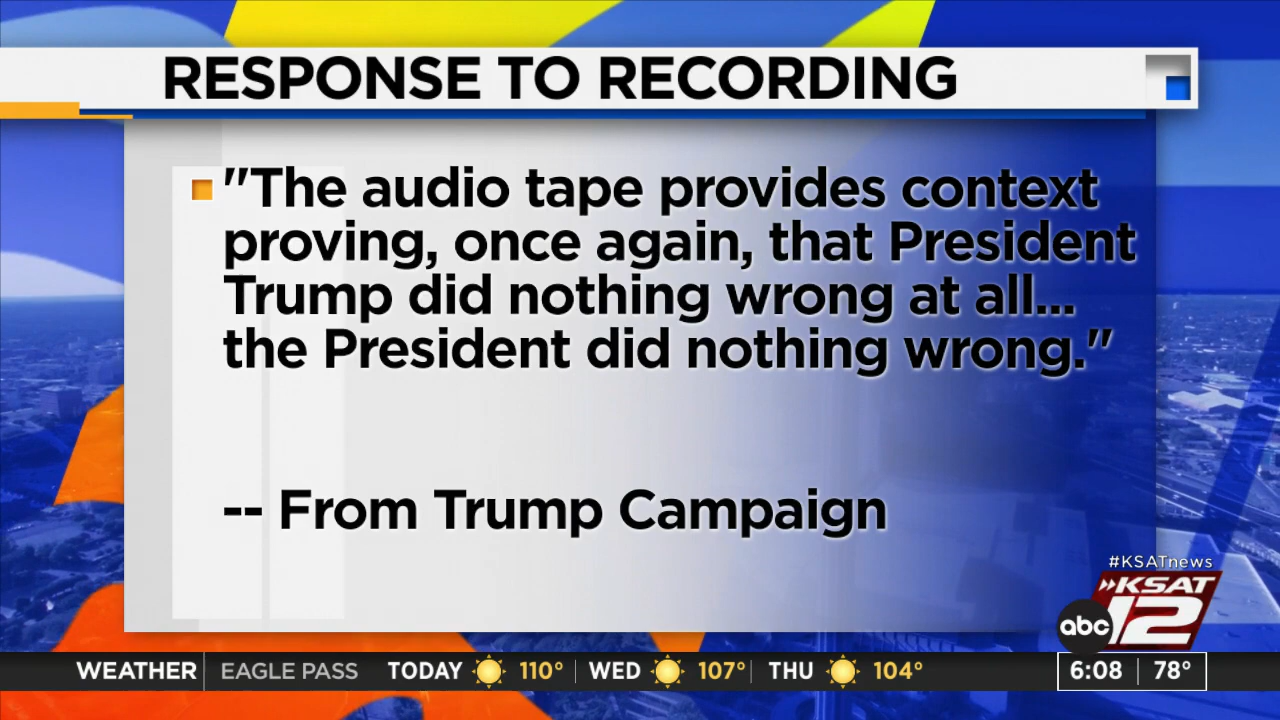 RESPONSE TO RECORDING
"The audio tape provides context
proving, once again, that President
Trump did nothing wrong at all...
the President did nothing wrong."
-- From Trump Campaign
#KSATnews
KSAT
abc 12
WEATHER EAGLE PASS TODAY 110° WED 107° THU 104° 6:08 78°